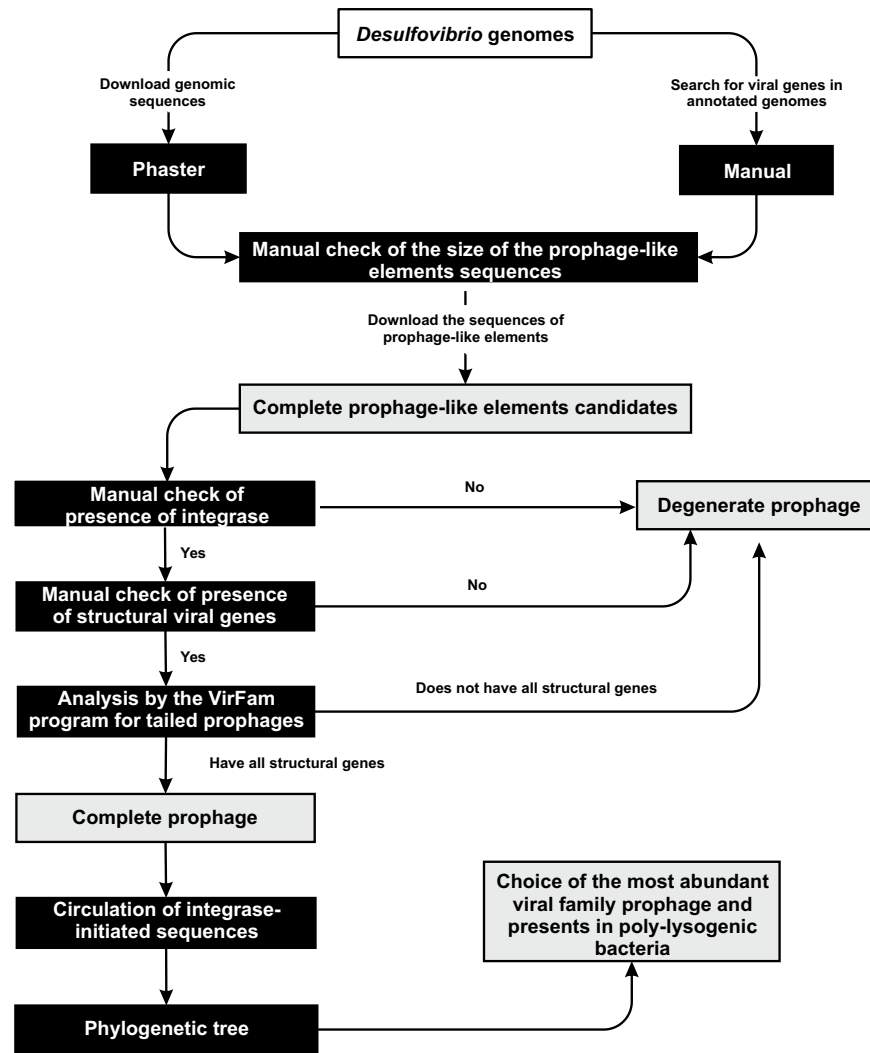 Desulfovibrio genomes
Download genomic
sequences
Search for viral genes in
annotated genomes
Phaster
Manual
Manual check of the size of the prophage-like
elements sequences
Download the sequences of
prophage-like elements
Complete prophage-like elements candidates
Manual check of
presence of integrase
No
Degenerate prophage
Yes
Manual check of presence
of structural viral genes
No
Yes
Analysis by the VirFam
program for tailed prophages
Does not have all structural genes
Have all structural genes
Complete prophage
Circulation of integrase-
initiated sequences
Choice of the most abundant
viral family prophage and
presents in poly-lysogenic
bacteria
Phylogenetic tree